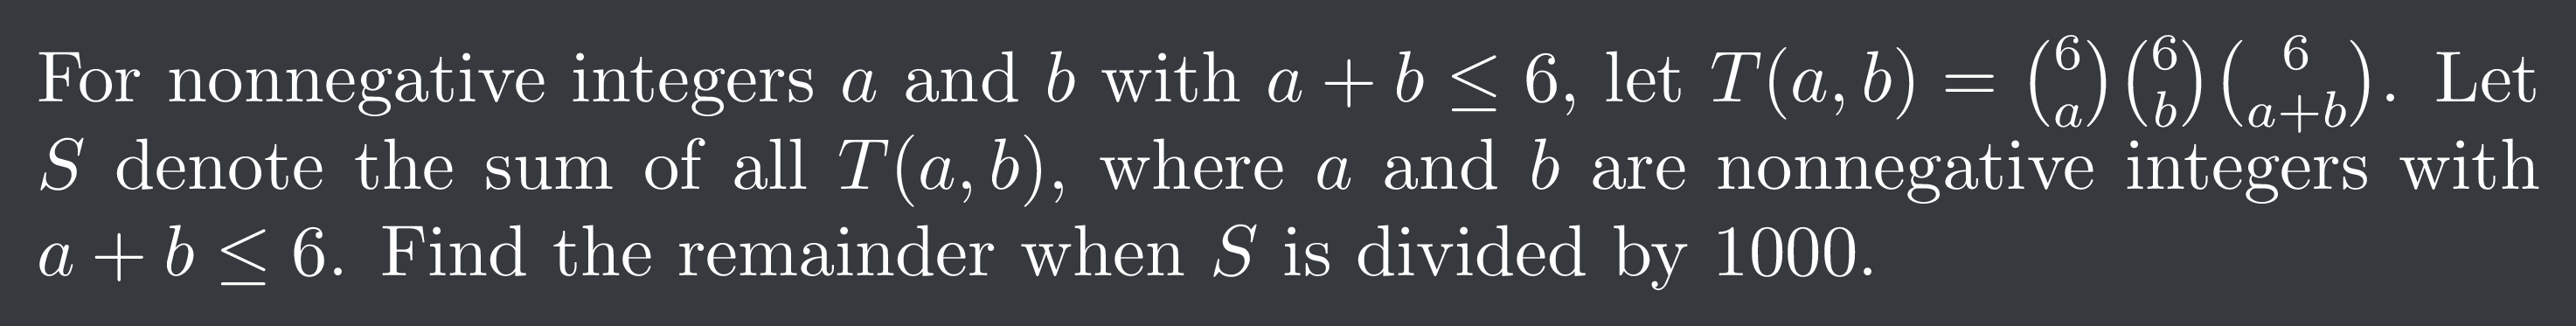 For nonnegative integers a and b with a + b ≤ 6, let T(a, b) = \binom{6}{a}\binom{6}{b}\binom{6}{a+b}. Let
S denote the sum of all T(a, b), where a and b are nonnegative integers with
a + b ≤ 6. Find the remainder when S is divided by 1000.